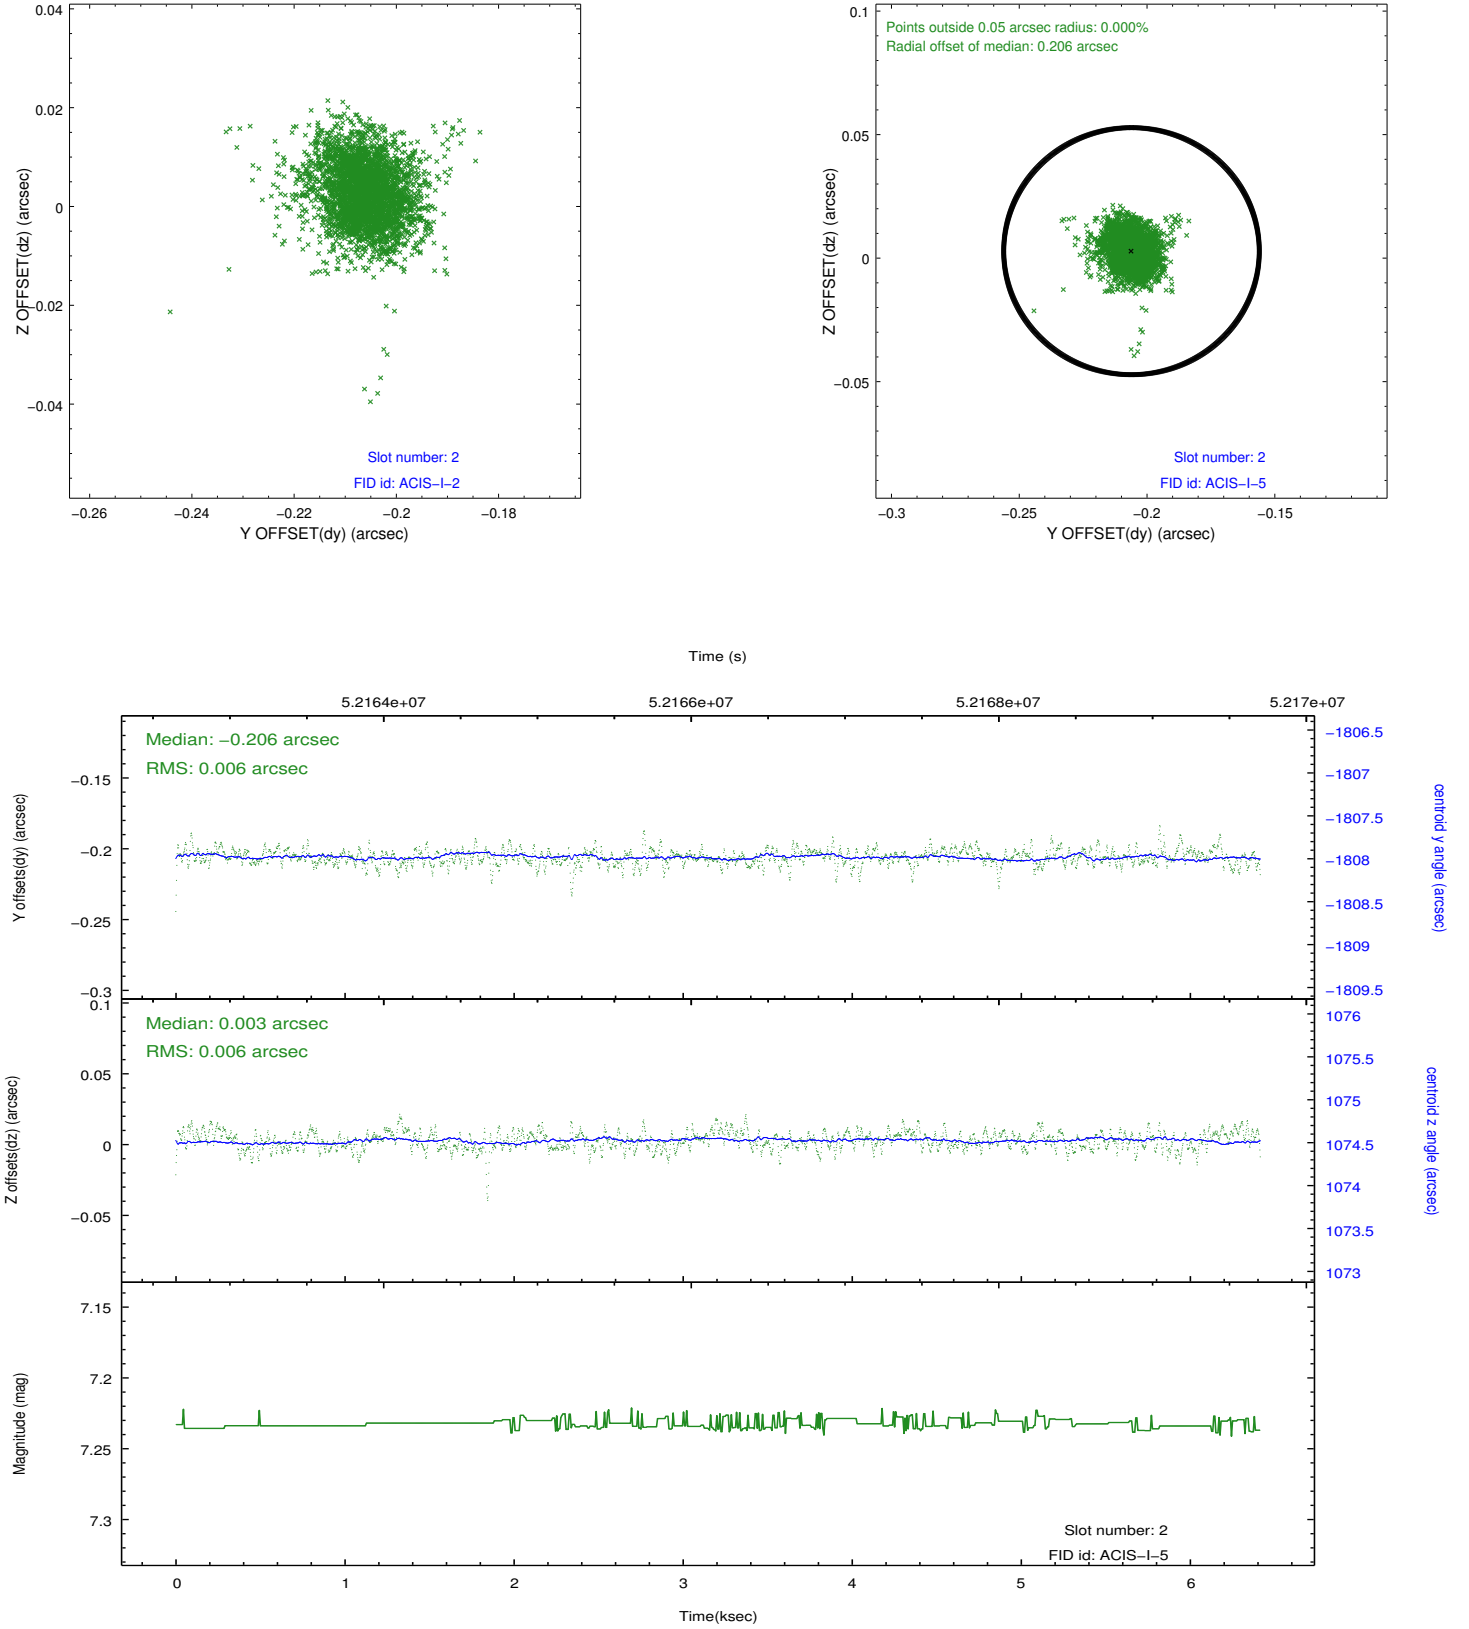 0.04
0.02
0
−0.02
−0.04
Z OFFSET(dz) (arcsec)
Slot number: 2
FID id: ACIS−I−2
−0.26
−0.24
−0.22
−0.2
−0.18
Y OFFSET(dy) (arcsec)
0.1
0.05
0
−0.05
Z OFFSET(dz) (arcsec)
Points outside 0.05 arcsec radius: 0.000%
Radial offset of median: 0.206 arcsec
Slot number: 2
FID id: ACIS−I−5
−0.3
−0.25
−0.2
−0.15
Y OFFSET(dy) (arcsec)
Time (s)
5.2164e+07
5.2166e+07
5.2168e+07
5.217e+07
Median: −0.206 arcsec
RMS: 0.006 arcsec
−0.15
−0.2
−0.25
−0.3
Y offsets(dy) (arcsec)
−1806.5
−1807
−1807.5
−1808
−1808.5
−1809
−1809.5
centroid y angle (arcsec)
Median: 0.003 arcsec
RMS: 0.006 arcsec
0.1
0.05
0
−0.05
Z offsets(dz) (arcsec)
1076
1075.5
1075
1074.5
1074
1073.5
1073
centroid z angle (arcsec)
7.15
7.2
7.25
7.3
Magnitude (mag)
Slot number: 2
FID id: ACIS−I−5
0
1
2
3
4
5
6
Time(ksec)